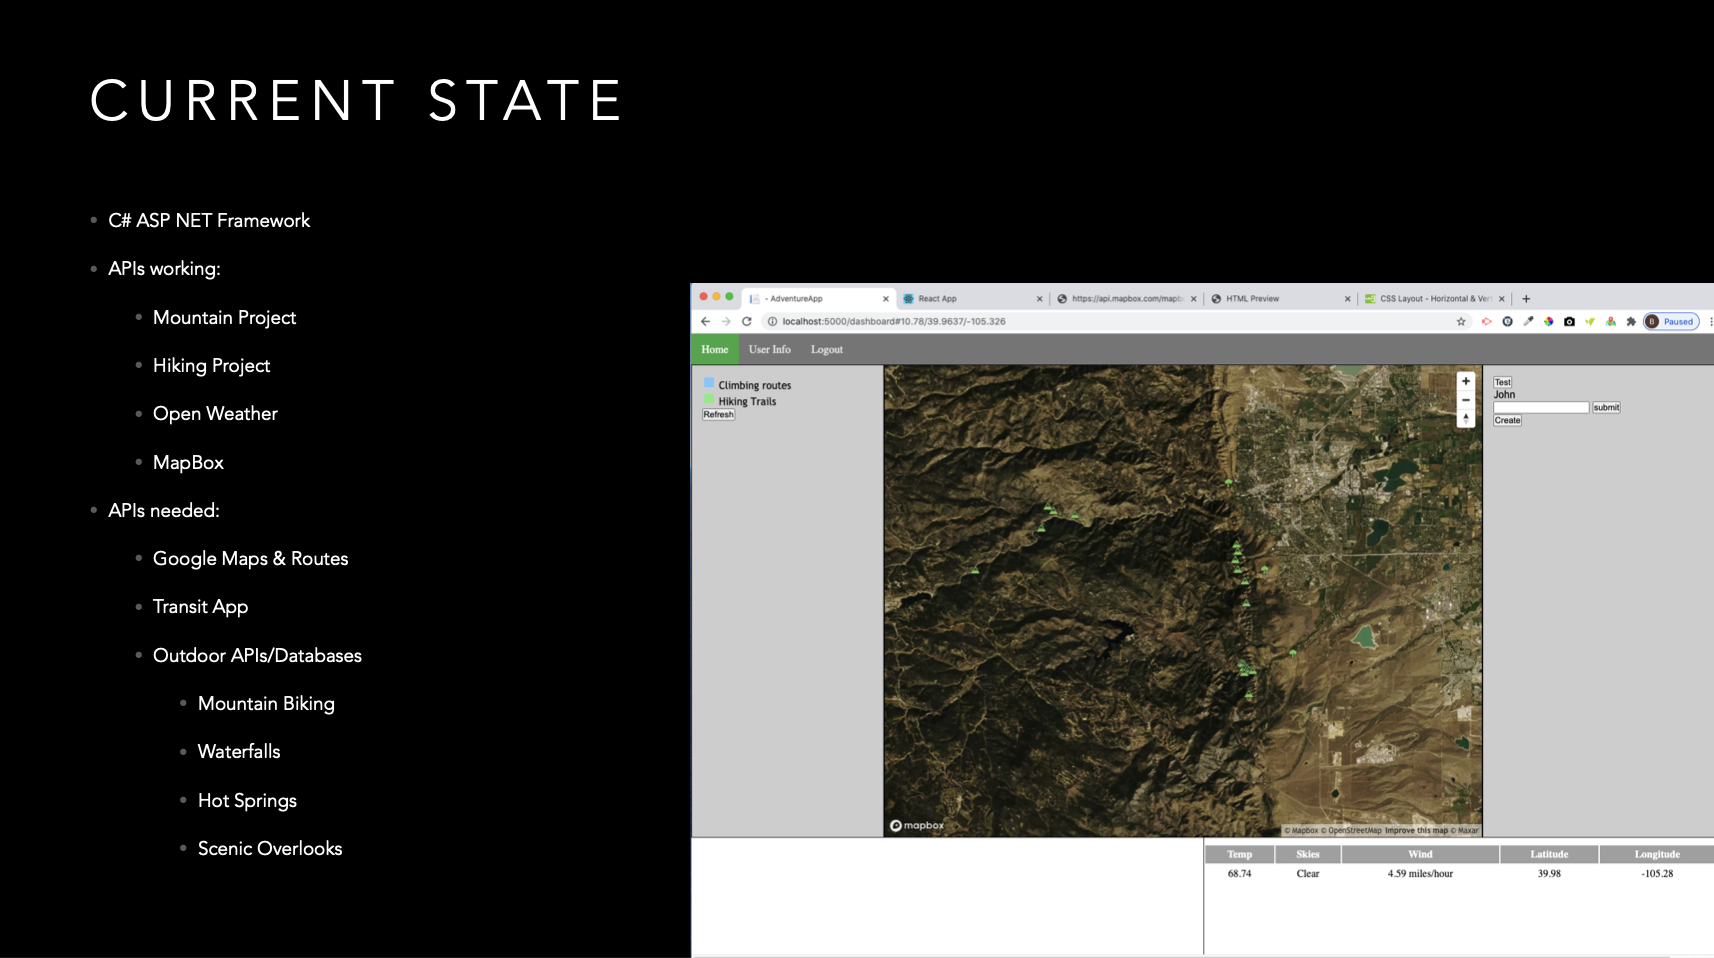 CURRENT STATE
C# ASP NET Framework
APIs working:
Mountain Project
Hiking Project
Open Weather
MapBox
APIs needed:
Google Maps & Routes
Transit App
Outdoor APIs/Databases
Mountain Biking
Waterfalls
Hot Springs
Scenic Overlooks
- AdventureApp
React App
https://api.mapbox.com/mapb
HTML Preview
CSS Layout - Horizontal & Ver
localhost:5000/dashboard#10.78/39.9637/-105.326
B Paused
Home User Info Logout
Climbing routes
Hiking Trails
Refresh
Test
John
submit
Create
mapbox
© Mapbox © OpenStreetMap Improve this map © Maxar
Temp Skies Wind Latitude Longitude
68.74 Clear 4.59 miles/hour 39.98 -105.28